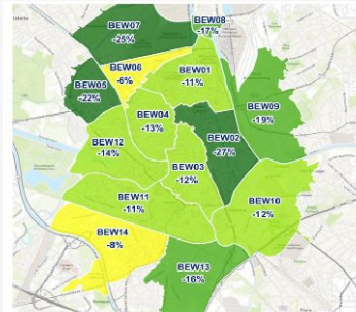 BEW07
-25%
BEW08
-17%
BEW06
-6%
BEW01
-11%
BEW05
-22%
BEW09
-19%
BEW04
-13%
BEW02
-27%
BEW12
-14%
BEW03
-12%
BEW11
-11%
BEW10
-12%
BEW14
-8%
BEW13
-16%